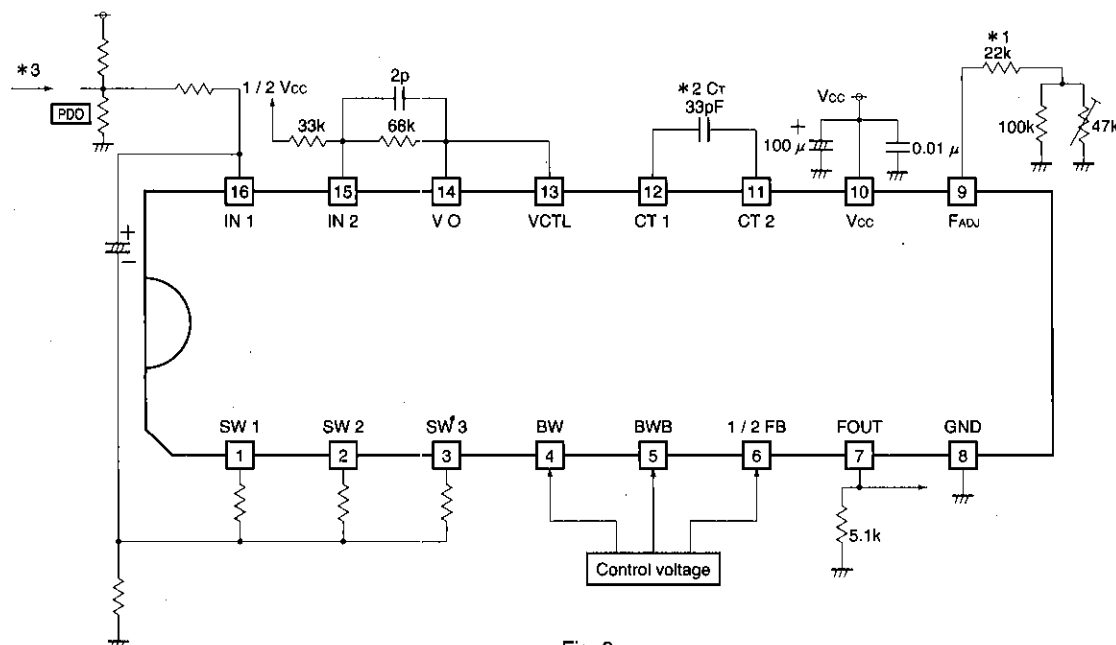 *3
PDO
1 / 2 Vcc
2p
33k
68k
*2 CT
33pF
Vcc
+
100 μ
0.01 μ
*1
22k
100k
47k
16
15
14
13
12
11
10
9
IN 1
IN 2
V O
VCTL
CT 1
CT 2
Vcc
FADJ
+
−
SW 1
SW 2
SW 3
BW
BWB
1 / 2 FB
FOUT
GND
1
2
3
4
5
6
7
8
5.1k
Control voltage